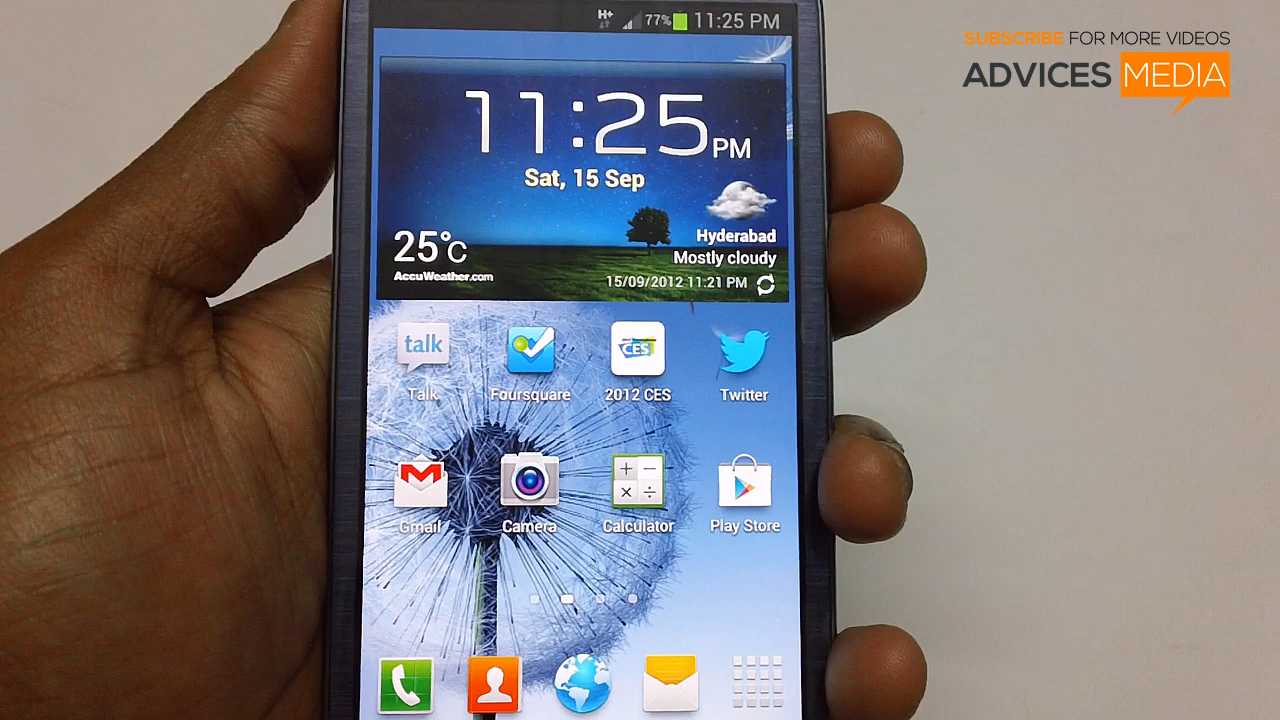 H+ 77% 11:25 PM
SUBSCRIBE FOR MORE VIDEOS
ADVICES MEDIA
11:25 PM
Sat, 15 Sep
25°C
AccuWeather.com
Hyderabad
Mostly cloudy
15/09/2012 11:21 PM
talk
CES
Talk
Foursquare
2012 CES
Twitter
Gmail
Camera
Calculator
Play Store